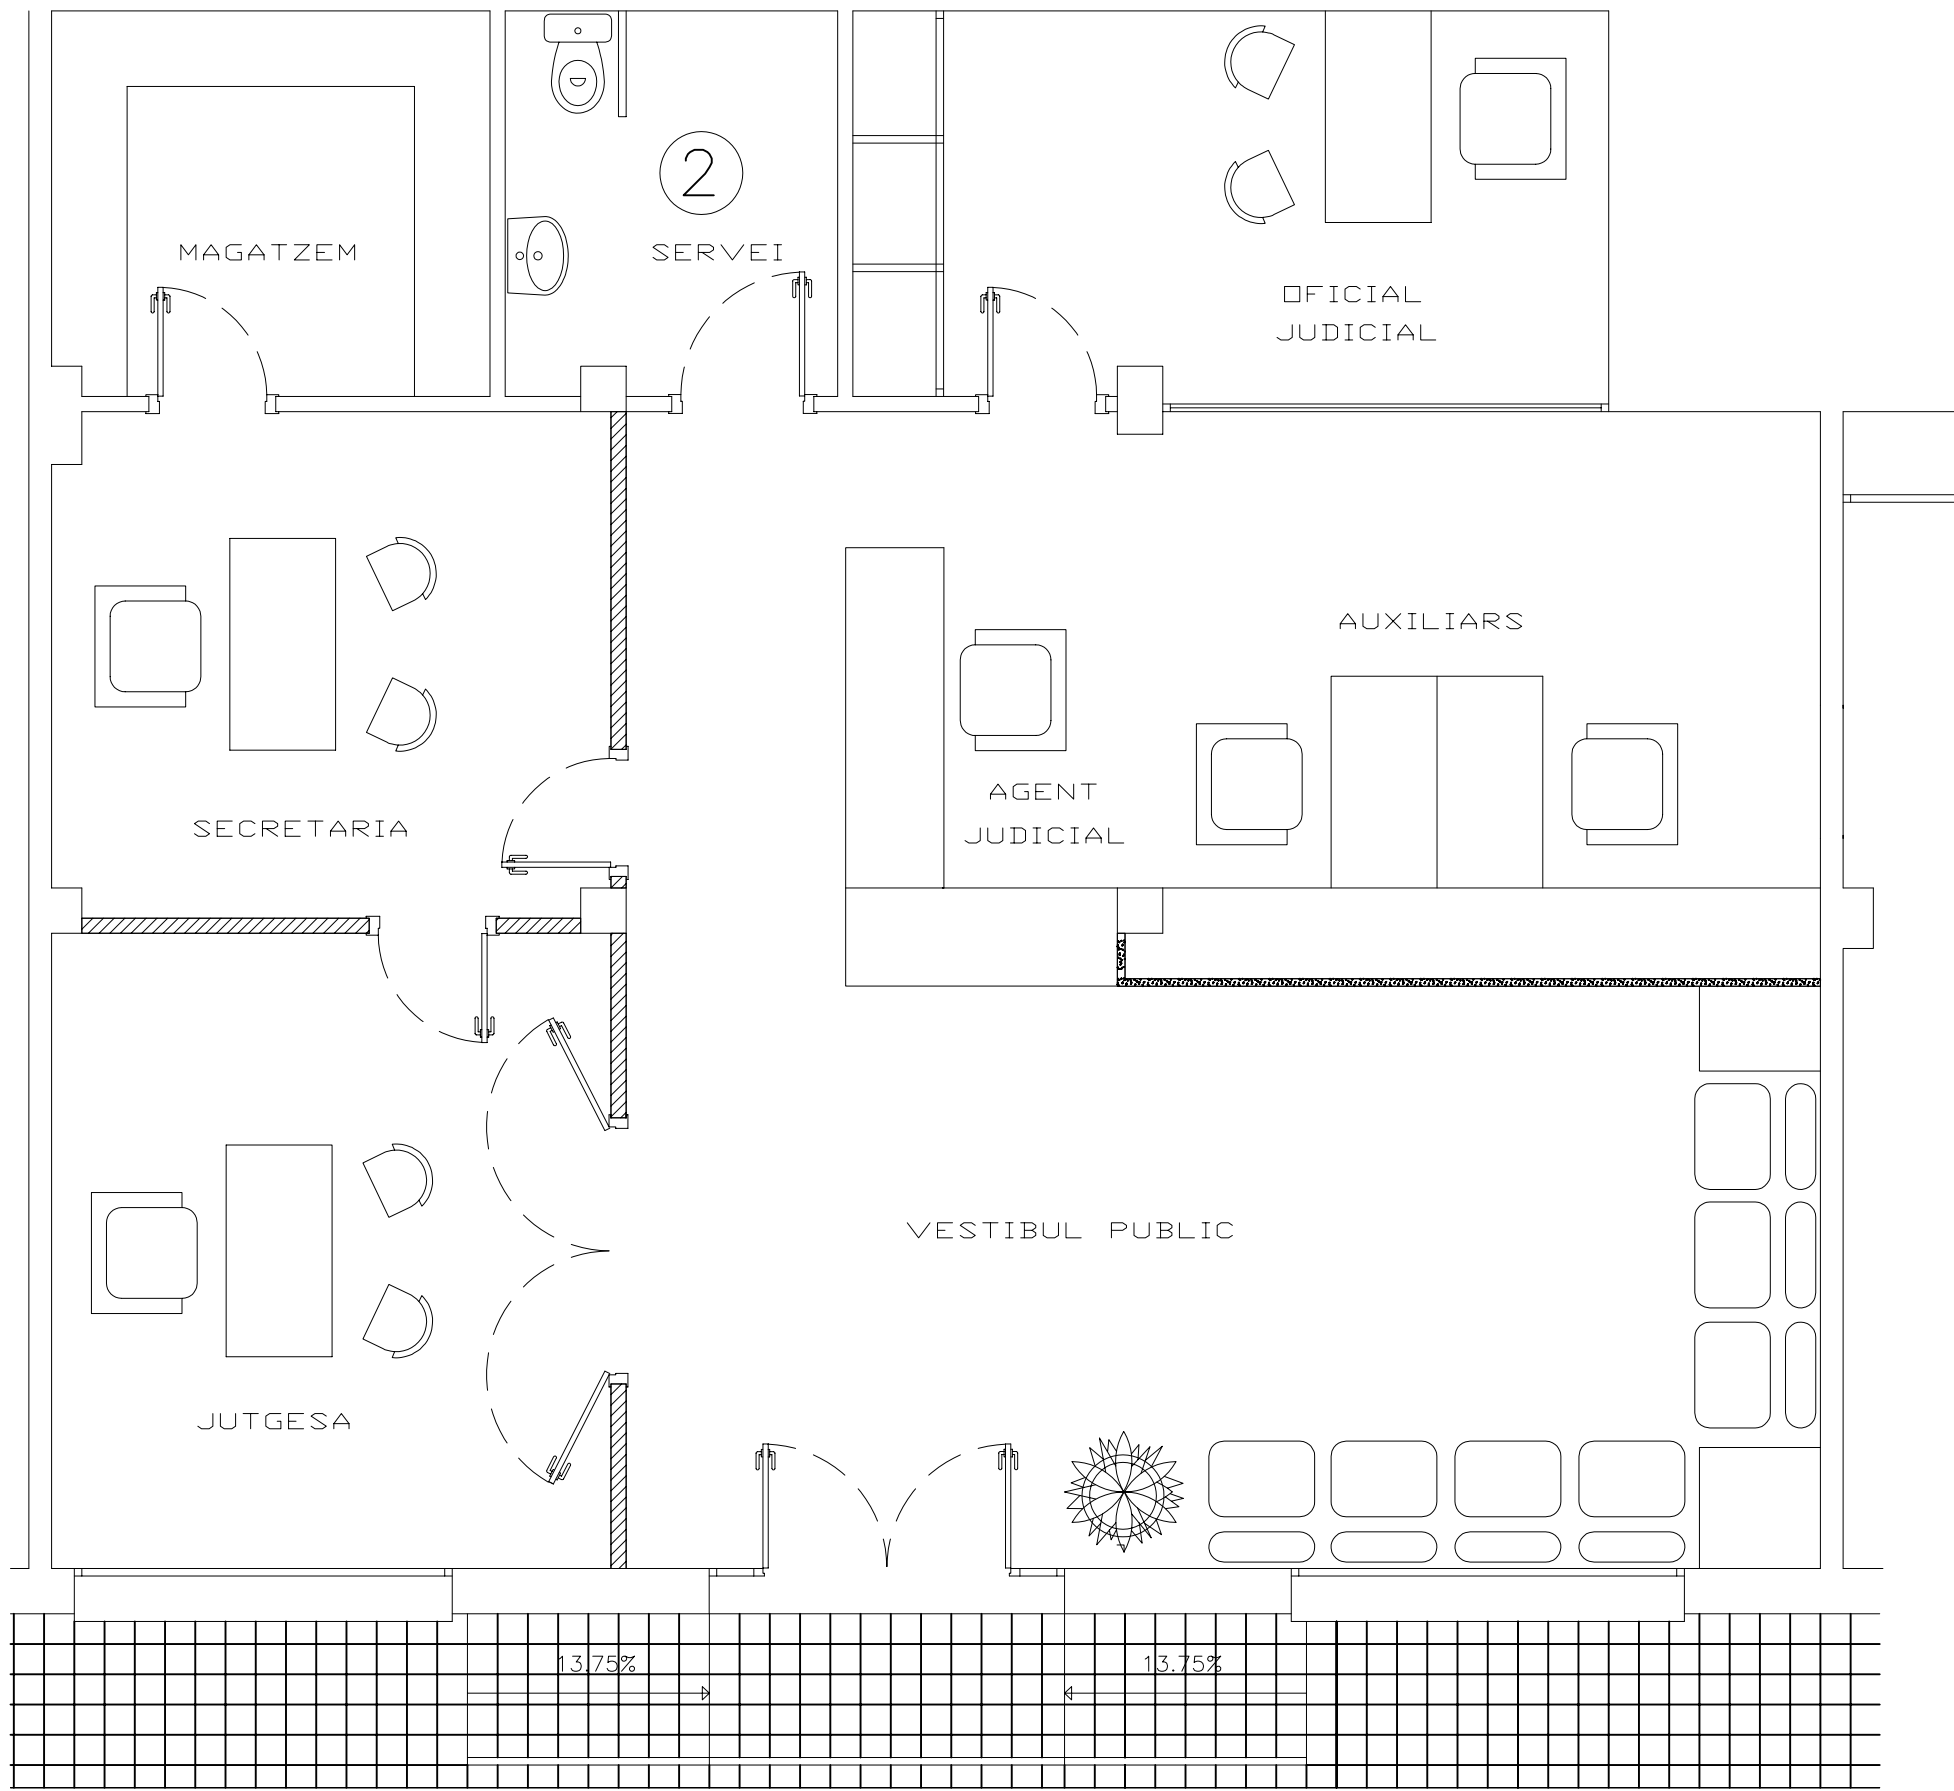 2
MAGATZEM
SERVEI
OFICIAL
JUDICIAL
AUXILIARS
AGENT
JUDICIAL
SECRETARIA
VESTIBUL PUBLIC
JUTGESA
13.75%
13.75%